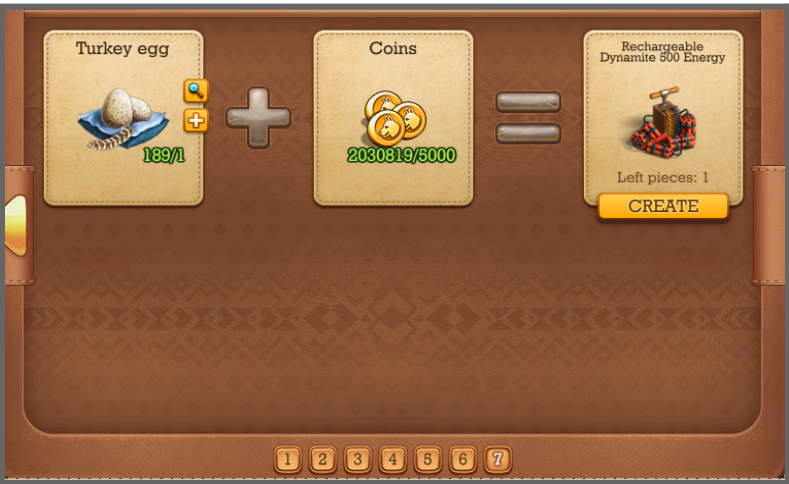 Turkey egg
189/1
Coins
2030819/5000
Rechargeable
Dynamite 500 Energy
Left pieces: 1
CREATE
1 2 3 4 5 6 7